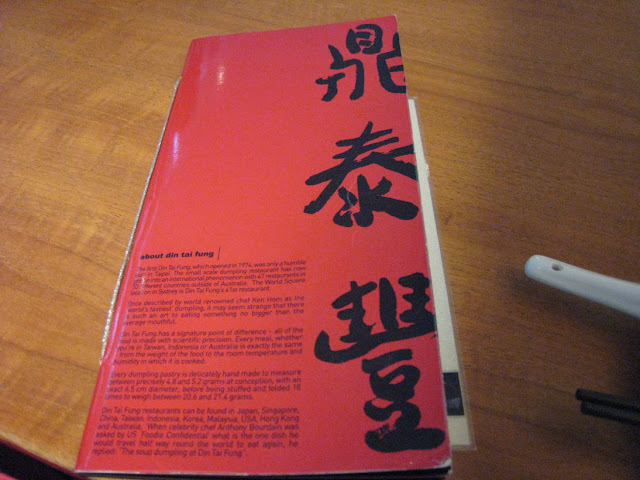 鼎泰豐
about din tai fung
The first Din Tai Fung, which opened in 1974, was only a humble
in Taipei. The small scale dumpling restaurant has now
into an international phenomenon with 47 restaurants in
different countries outside of Australia. The World Square
location in Sydney is Din Tai Fung's a 1st restaurant.
Once described by world renowned chef Ken Hom as the
world's tastiest dumpling, it may seem strange that there
is such an art to eating something no bigger than the
average mouthful.
Din Tai Fung has a signature point of difference – all of the
food is made with scientific precision. Every meal, whether
you're in Taiwan, Indonesia or Australia is exactly the same
from the weight of the food to the room temperature and
humidity in which it is cooked.
Every dumpling pastry is delicately hand made to measure
between precisely 4.8 and 5.2 grams at conception, with an
exact 6.5 cm diameter, before being stuffed and folded 18
times to weigh between 20.6 and 21.4 grams.
Din Tai Fung restaurants can be found in Japan, Singapore,
China, Taiwan, Indonesia, Korea, Malaysia, USA, Hong Kong
and Australia. When celebrity chef Anthony Bourdain was
asked by US 'Foodie Confidential' what is the one dish he
would travel half way round the world to eat again, he
replied: "The soup dumpling at Din Tai Fung".